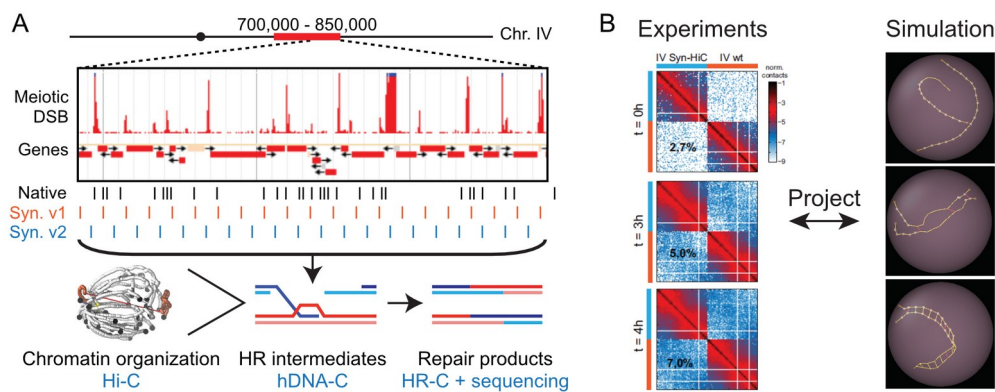 A
700,000 - 850,000
Chr. IV
Meiotic
DSB
Genes
Native
Syn. v1
Syn. v2
Chromatin organization
Hi-C
HR intermediates
hDNA-C
Repair products
HR-C + sequencing
B
Experiments
Simulation
IV Syn-HiC
IV wt
norm.
contacts
-1
-3
-5
-7
-9
t = 0h
2,7%
t = 3h
5,0%
t = 4h
7,0%
Project